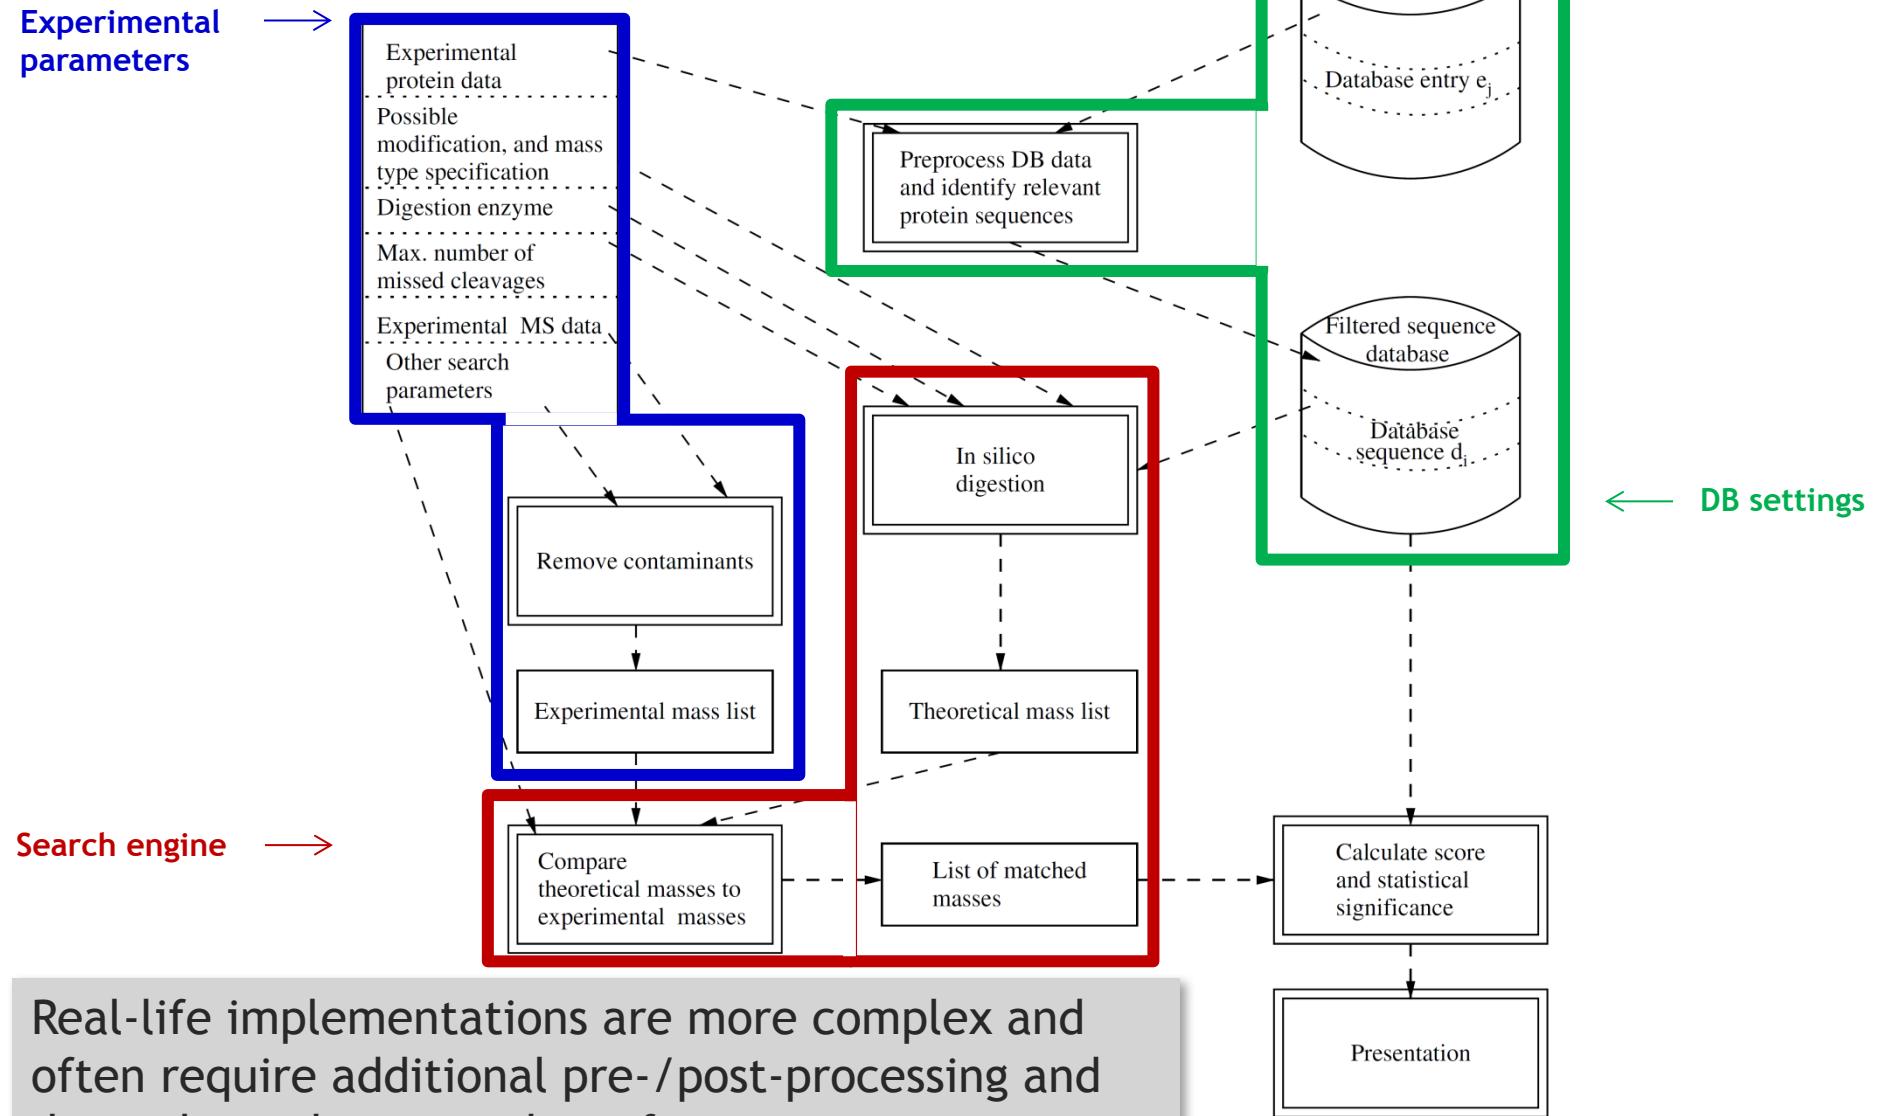 Experimental
parameters
Experimental
protein data
Possible
modification, and mass
type specification
Digestion enzyme
Max. number of
missed cleavages
Experimental MS data
Other search
parameters
Database entry ej
Preprocess DB data
and identify relevant
protein sequences
Filtered sequence
database
Database
sequence di
DB settings
In silico
digestion
Remove contaminants
Experimental mass list
Theoretical mass list
Search engine
Compare
theoretical masses to
experimental masses
List of matched
masses
Calculate score
and statistical
significance
Presentation
Real-life implementations are more complex and
often require additional pre-/post-processing and